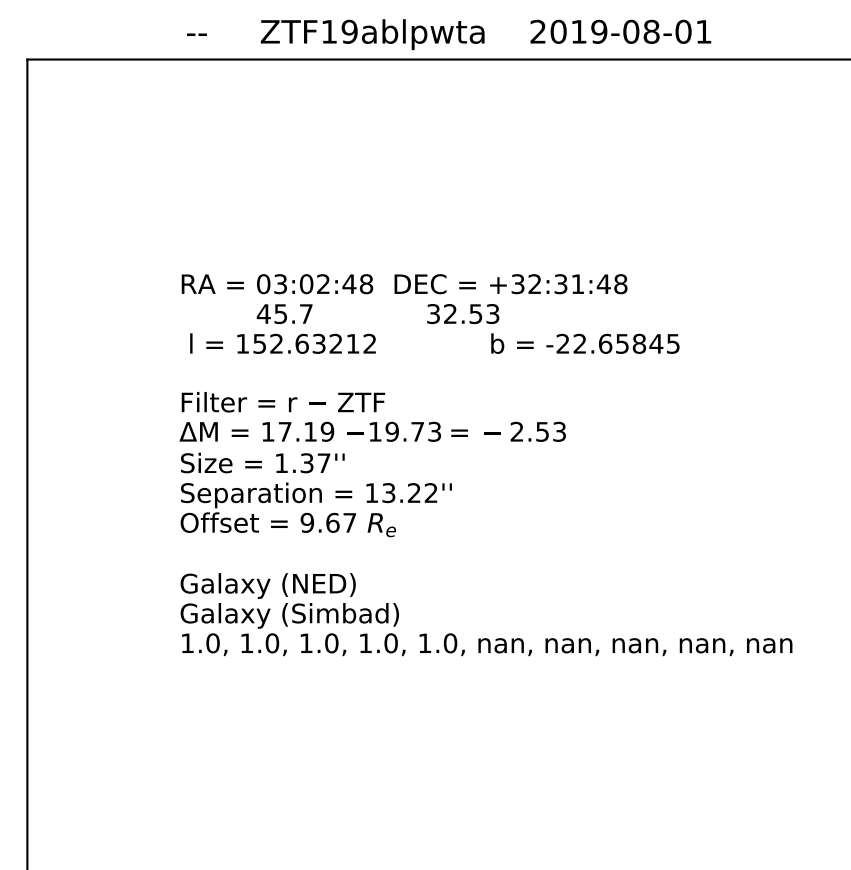 -- ZTF19ablpwta 2019-08-01
RA = 03:02:48 DEC = +32:31:48
45.7 32.53
l = 152.63212 b = -22.65845
Filter = r − ZTF
ΔM = 17.19 −19.73 = − 2.53
Size = 1.37''
Separation = 13.22''
Offset = 9.67 Re
Galaxy (NED)
Galaxy (Simbad)
1.0, 1.0, 1.0, 1.0, 1.0, nan, nan, nan, nan, nan